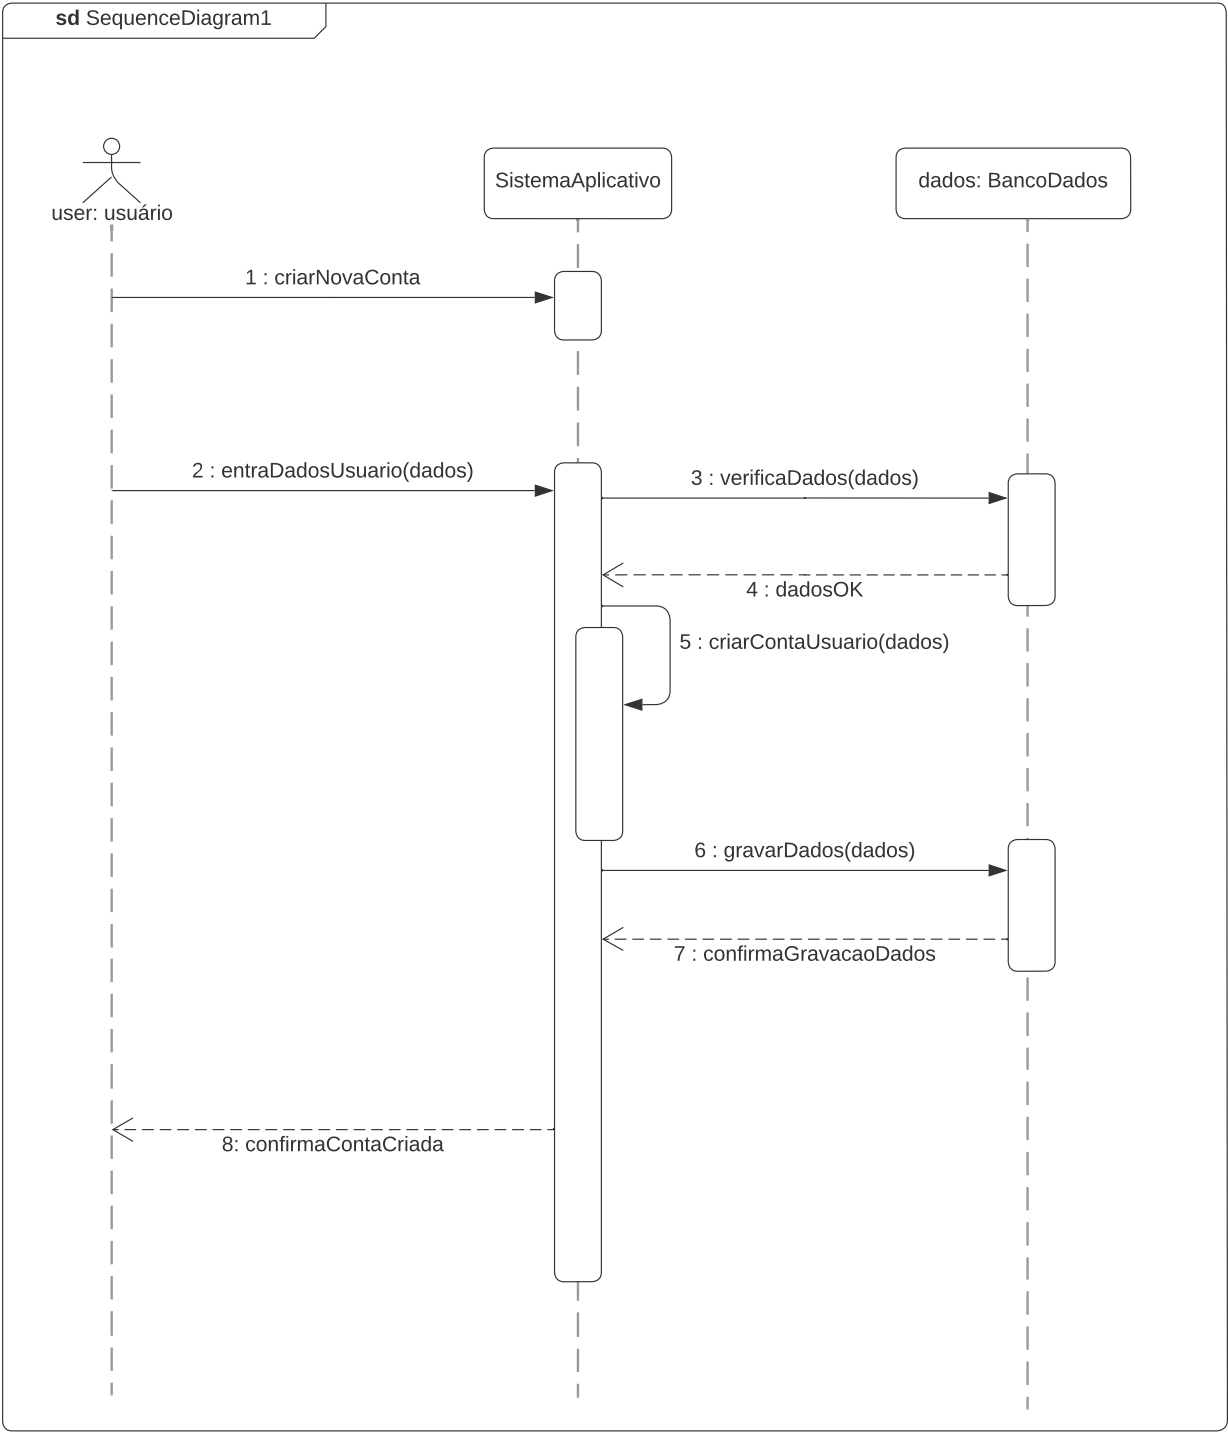 sd SequenceDiagram1
user: usuário
SistemaAplicativo
dados: BancoDados
1 : criarNovaConta
2 : entraDadosUsuario(dados)
3 : verificaDados(dados)
4 : dadosOK
5 : criarContaUsuario(dados)
6 : gravarDados(dados)
7 : confirmaGravacaoDados
8: confirmaContaCriada